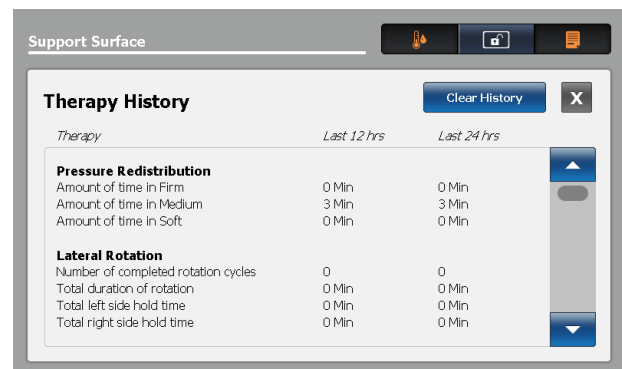 Support Surface
Therapy History
Clear History
X
Therapy Last 12 hrs Last 24 hrs
Pressure Redistribution
Amount of time in Firm 0 Min 0 Min
Amount of time in Medium 3 Min 3 Min
Amount of time in Soft 0 Min 0 Min
Lateral Rotation
Number of completed rotation cycles 0 0
Total duration of rotation 0 Min 0 Min
Total left side hold time 0 Min 0 Min
Total right side hold time 0 Min 0 Min